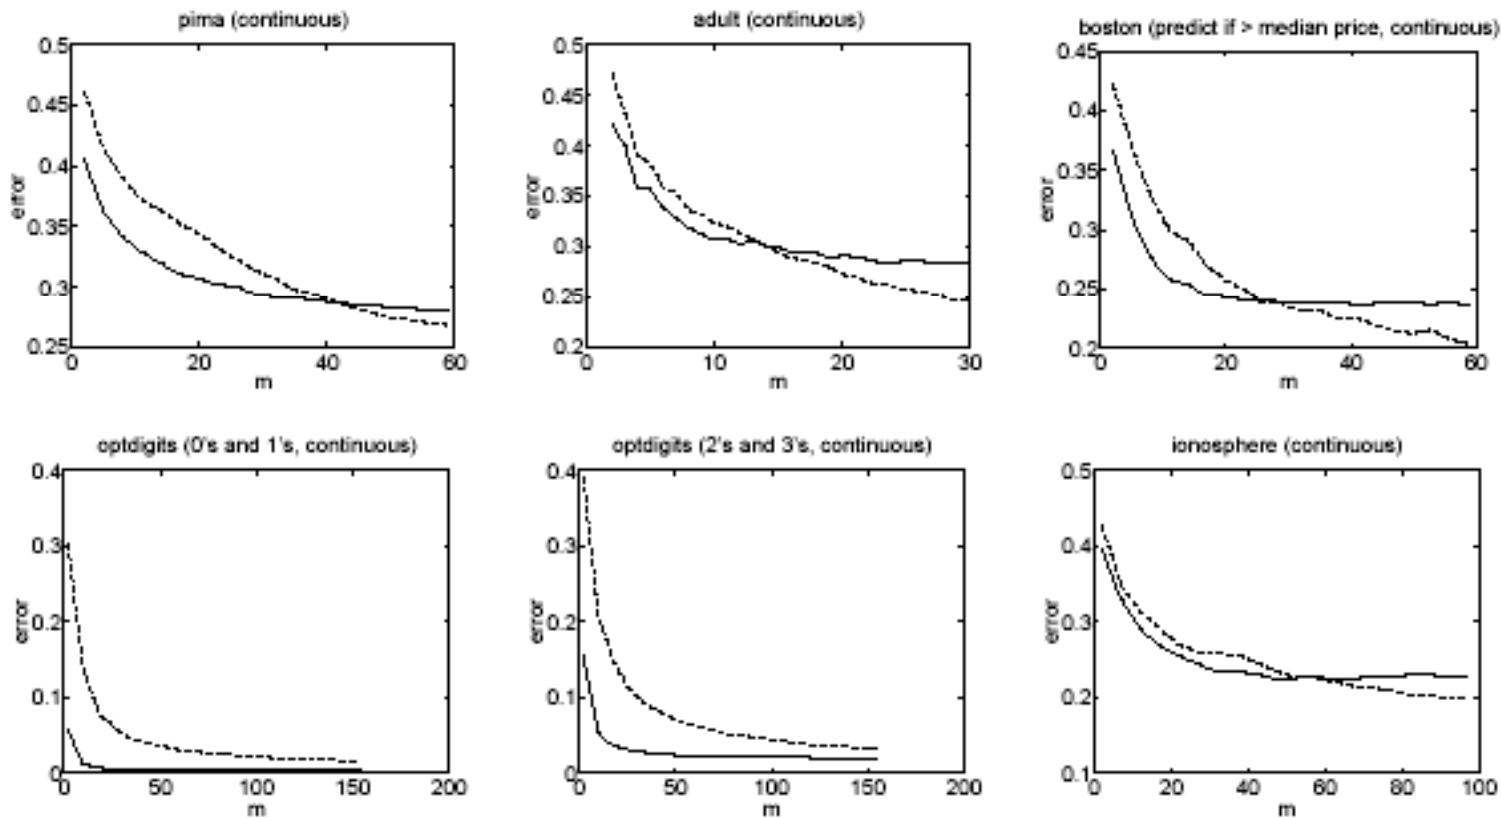 pima (continuous)
0.5
0.45
0.4
0.35
0.3
0.25
error
0 20 40 60
m
adult (continuous)
0.5
0.45
0.4
0.35
0.3
0.25
0.2
error
0 10 20 30
m
boston (predict if > median price, continuous)
0.45
0.4
0.35
0.3
0.25
0.2
error
0 20 40 60
m
optdigits (0's and 1's, continuous)
0.4
0.3
0.2
0.1
0
error
0 50 100 150 200
m
optdigits (2's and 3's, continuous)
0.4
0.3
0.2
0.1
0
error
0 50 100 150 200
m
ionosphere (continuous)
0.5
0.4
0.3
0.2
0.1
error
0 20 40 60 80 100
m